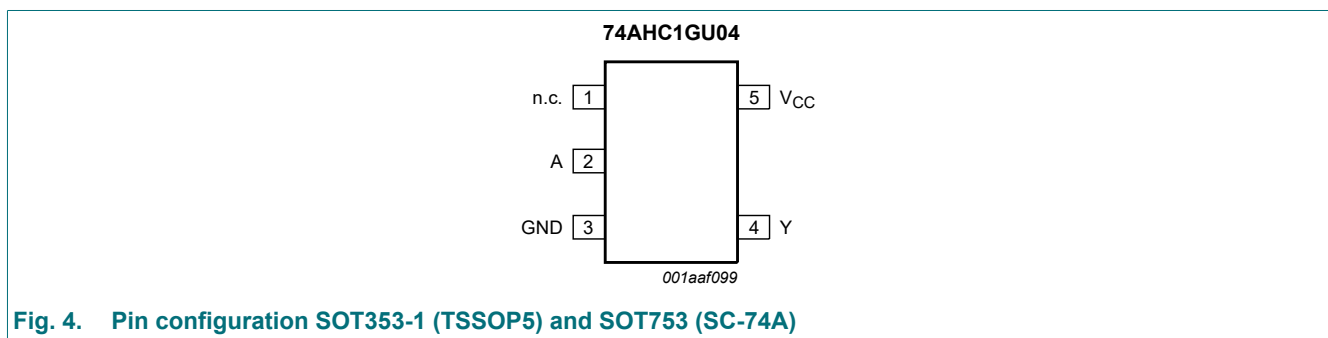 74AHC1GU04
n.c. 1 5 VCC
A 2
GND 3 4 Y
001aaf099
Fig. 4. Pin configuration SOT353-1 (TSSOP5) and SOT753 (SC-74A)